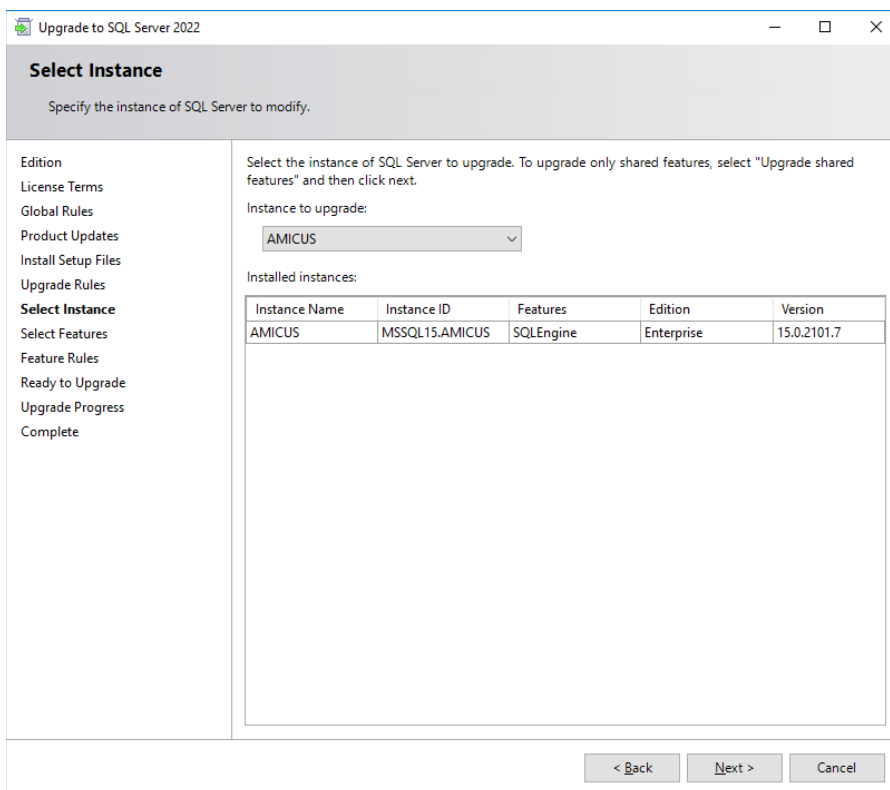 Upgrade to SQL Server 2022
Select Instance
Specify the instance of SQL Server to modify.
Edition
License Terms
Global Rules
Product Updates
Install Setup Files
Upgrade Rules
Select Instance
Select Features
Feature Rules
Ready to Upgrade
Upgrade Progress
Complete
Select the instance of SQL Server to upgrade. To upgrade only shared features, select "Upgrade shared
features" and then click next.
Instance to upgrade:
AMICUS
Installed instances:
Instance Name Instance ID Features Edition Version
AMICUS MSSQL15.AMICUS SQLEngine Enterprise 15.0.2101.7
< Back Next > Cancel